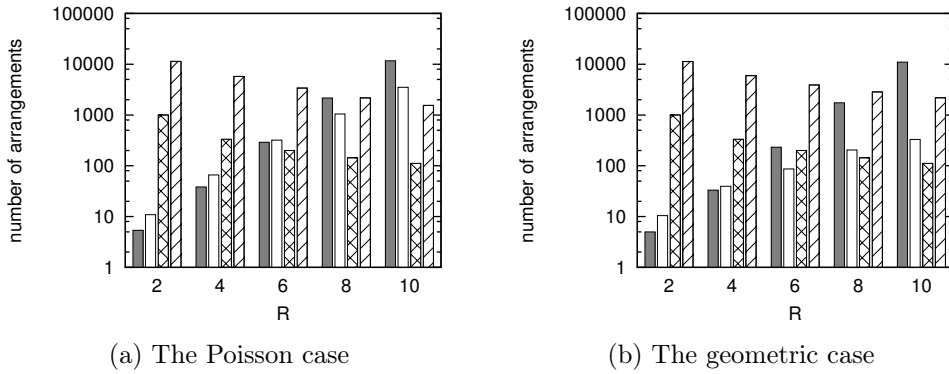 100000
10000
1000
100
10
1
number of arrangements
2 4 6 8 10
R
(a) The Poisson case
100000
10000
1000
100
10
1
number of arrangements
2 4 6 8 10
R
(b) The geometric case